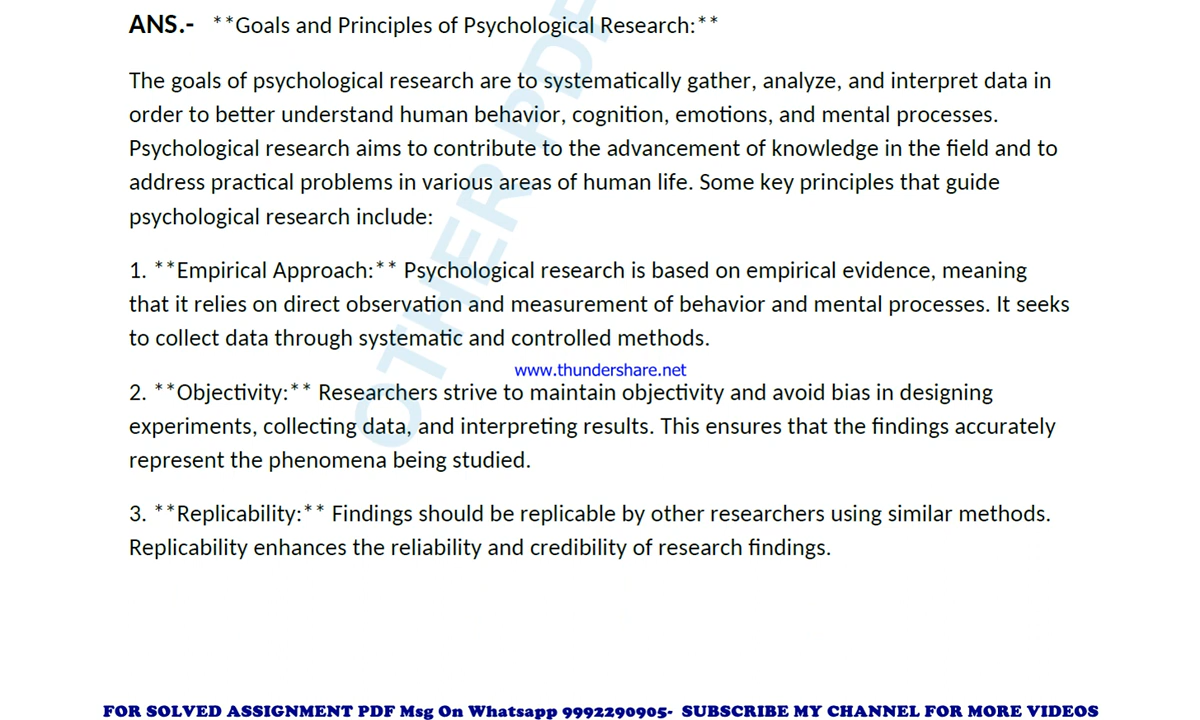 ANS.- **Goals and Principles of Psychological Research:**
The goals of psychological research are to systematically gather, analyze, and interpret data in
order to better understand human behavior, cognition, emotions, and mental processes.
Psychological research aims to contribute to the advancement of knowledge in the field and to
address practical problems in various areas of human life. Some key principles that guide
psychological research include:
1. **Empirical Approach:** Psychological research is based on empirical evidence, meaning
that it relies on direct observation and measurement of behavior and mental processes. It seeks
to collect data through systematic and controlled methods.
www.thundershare.net
2. **Objectivity:** Researchers strive to maintain objectivity and avoid bias in designing
experiments, collecting data, and interpreting results. This ensures that the findings accurately
represent the phenomena being studied.
3. **Replicability:** Findings should be replicable by other researchers using similar methods.
Replicability enhances the reliability and credibility of research findings.
OTHER PDF
FOR SOLVED ASSIGNMENT PDF Msg On Whatsapp 9992290905- SUBSCRIBE MY CHANNEL FOR MORE VIDEOS